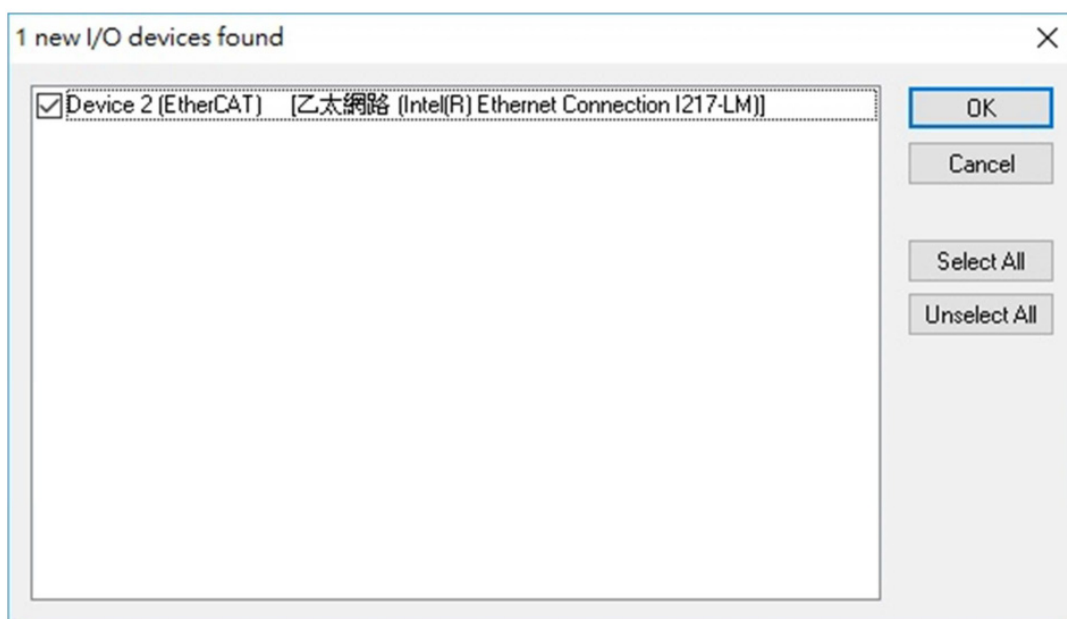 1 new I/O devices found
Device 2 (EtherCAT) [乙太網路 (Intel(R) Ethernet Connection I217-LM)]
OK
Cancel
Select All
Unselect All